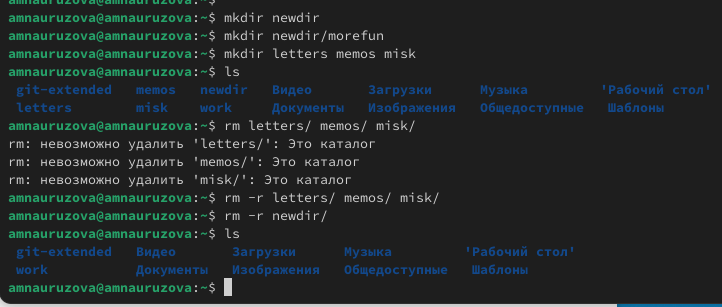 amnauruzova@amnauruzova:~$ mkdir newdir
amnauruzova@amnauruzova:~$ mkdir newdir/morefun
amnauruzova@amnauruzova:~$ mkdir letters memos misk
amnauruzova@amnauruzova:~$ ls
git-extended memos newdir Видео Загрузки Музыка 'Рабочий стол'
letters misk work Документы Изображения Общедоступные Шаблоны
amnauruzova@amnauruzova:~$ rm letters/ memos/ misk/
rm: невозможно удалить 'letters/': Это каталог
rm: невозможно удалить 'memos/': Это каталог
rm: невозможно удалить 'misk/': Это каталог
amnauruzova@amnauruzova:~$ rm -r letters/ memos/ misk/
amnauruzova@amnauruzova:~$ rm -r newdir/
amnauruzova@amnauruzova:~$ ls
git-extended Видео Загрузки Музыка 'Рабочий стол'
work Документы Изображения Общедоступные Шаблоны
amnauruzova@amnauruzova:~$